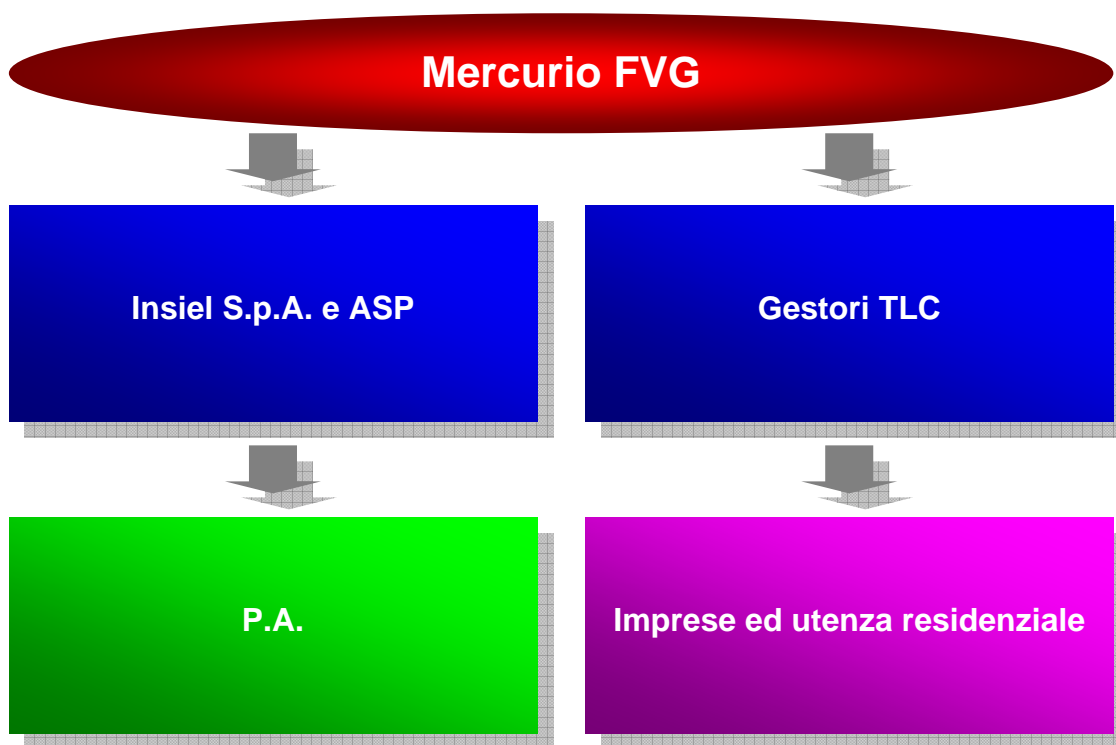 Mercurio FVG
Insiel S.p.A. e ASP
Gestori TLC
P.A.
Imprese ed utenza residenziale